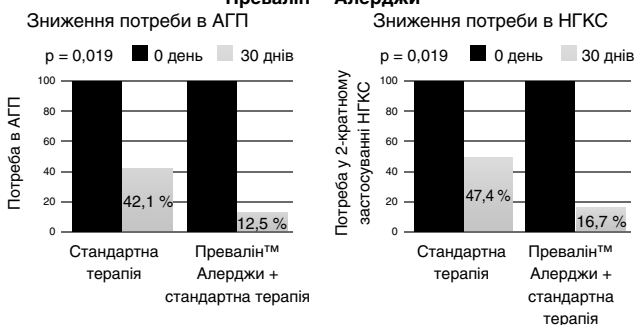 Превалін™ Алерджи
Зниження потреби в АГП
p = 0,019 0 день 30 днів
Потреба в АГП
100
80
60
40
20
0
42,1 %
12,5 %
Стандартна
терапія
Превалін™
Алерджи +
стандартна терапія
Зниження потреби в НГКС
p = 0,019 0 день 30 днів
Потреба у 2-кратному
застосуванні НГКС
100
80
60
40
20
0
47,4 %
16,7 %
Стандартна
терапія
Превалін™
Алерджи +
стандартна
терапія